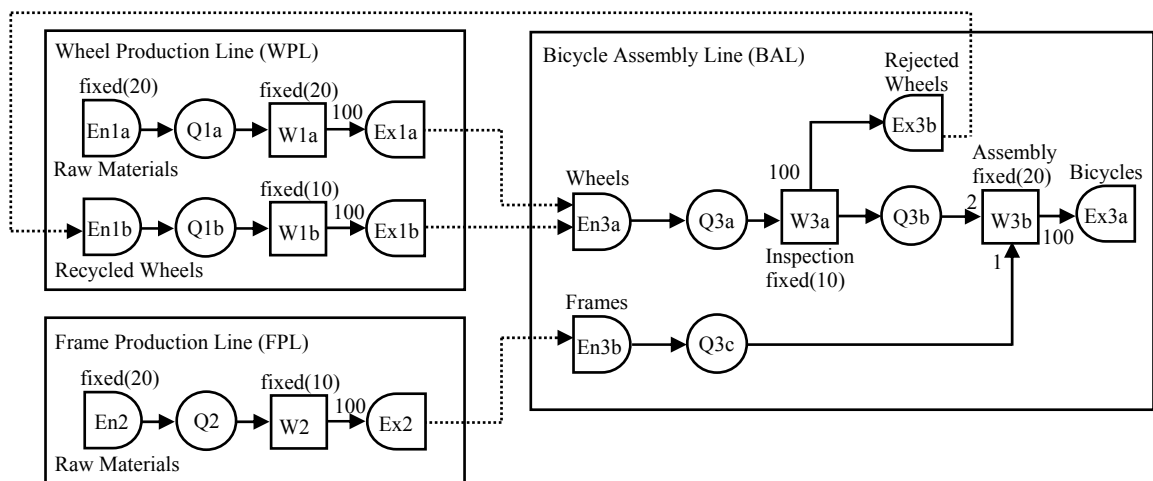 Wheel Production Line (WPL)
fixed(20)
fixed(20)
En1a
Q1a
W1a
100
Ex1a
Raw Materials
fixed(10)
En1b
Q1b
W1b
100
Ex1b
Recycled Wheels
Frame Production Line (FPL)
fixed(20)
fixed(10)
En2
Q2
W2
100
Ex2
Raw Materials
Bicycle Assembly Line (BAL)
Rejected
Wheels
Ex3b
100
Wheels
En3a
Q3a
W3a
Inspection
fixed(10)
Q3b
2
Assembly
fixed(20)
W3b
100
1
Bicycles
Ex3a
Frames
En3b
Q3c